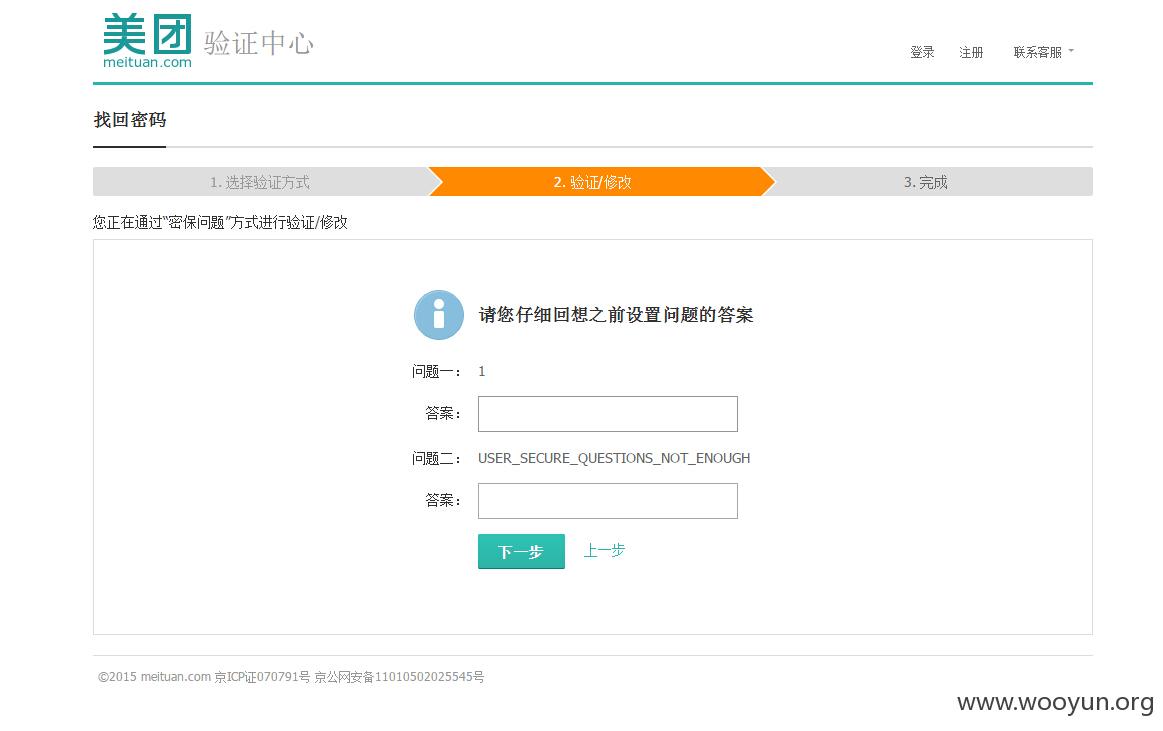 美团 验证中心
meituan.com
登录 注册 联系客服
找回密码
1. 选择验证方式 2. 验证/修改 3. 完成
您正在通过“密保问题”方式进行验证/修改
请您仔细回想之前设置问题的答案
问题一： 1
答案：
问题二： USER_SECURE_QUESTIONS_NOT_ENOUGH
答案：
下一步 上一步
©2015 meituan.com 京ICP证070791号 京公网安备11010502025545号
www.wooyun.org